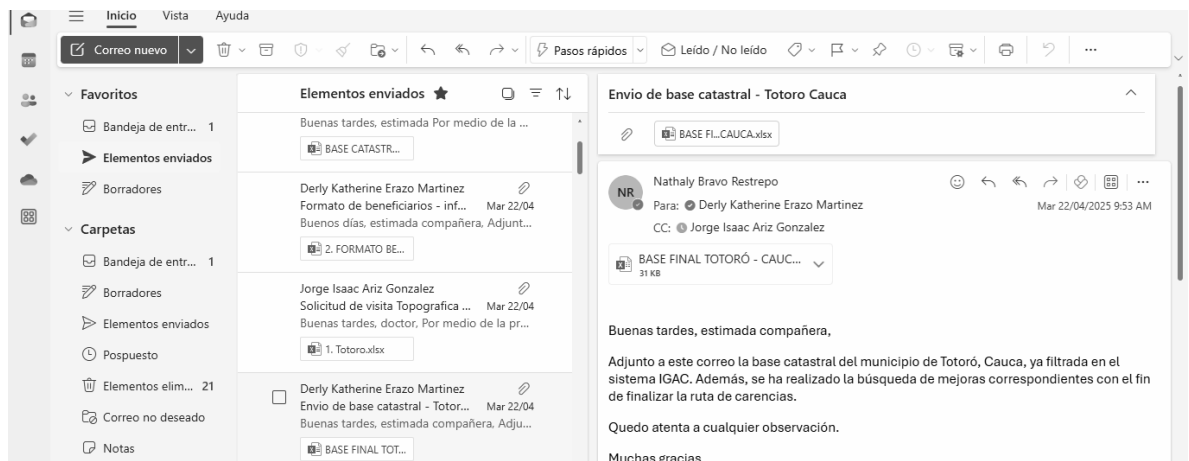 Inicio Vista Ayuda
Correo nuevo
Pasos rápidos
Leído / No leído
Favoritos
Bandeja de entr... 1
Elementos enviados
Borradores
Carpetas
Bandeja de entr... 1
Borradores
Elementos enviados
Pospuesto
Elementos elim... 21
Correo no deseado
Notas
Elementos enviados
Buenas tardes, estimada Por medio de la ...
BASE CATASTR...
Derly Katherine Erazo Martinez
Formato de beneficiarios - inf... Mar 22/04
Buenos días, estimada compañera, Adjunt...
2. FORMATO BE...
Jorge Isaac Ariz Gonzalez
Solicitud de visita Topografica ... Mar 22/04
Buenas tardes, doctor, Por medio de la pr...
1. Totoro.xlsx
Derly Katherine Erazo Martinez
Envio de base catastral - Totor... Mar 22/04
Buenas tardes, estimada compañera, Adju...
BASE FINAL TOT...
Envio de base catastral - Totoro Cauca
BASE FI...CAUCA.xlsx
NR
Nathaly Bravo Restrepo
Para: Derly Katherine Erazo Martinez
Mar 22/04/2025 9:53 AM
CC: Jorge Isaac Ariz Gonzalez
BASE FINAL TOTORÓ - CAUC...
31 KB
Buenas tardes, estimada compañera,
Adjunto a este correo la base catastral del municipio de Totoró, Cauca, ya filtrada en el
sistema IGAC. Además, se ha realizado la búsqueda de mejoras correspondientes con el fin
de finalizar la ruta de carencias.
Quedo atenta a cualquier observación.
Muchas gracias